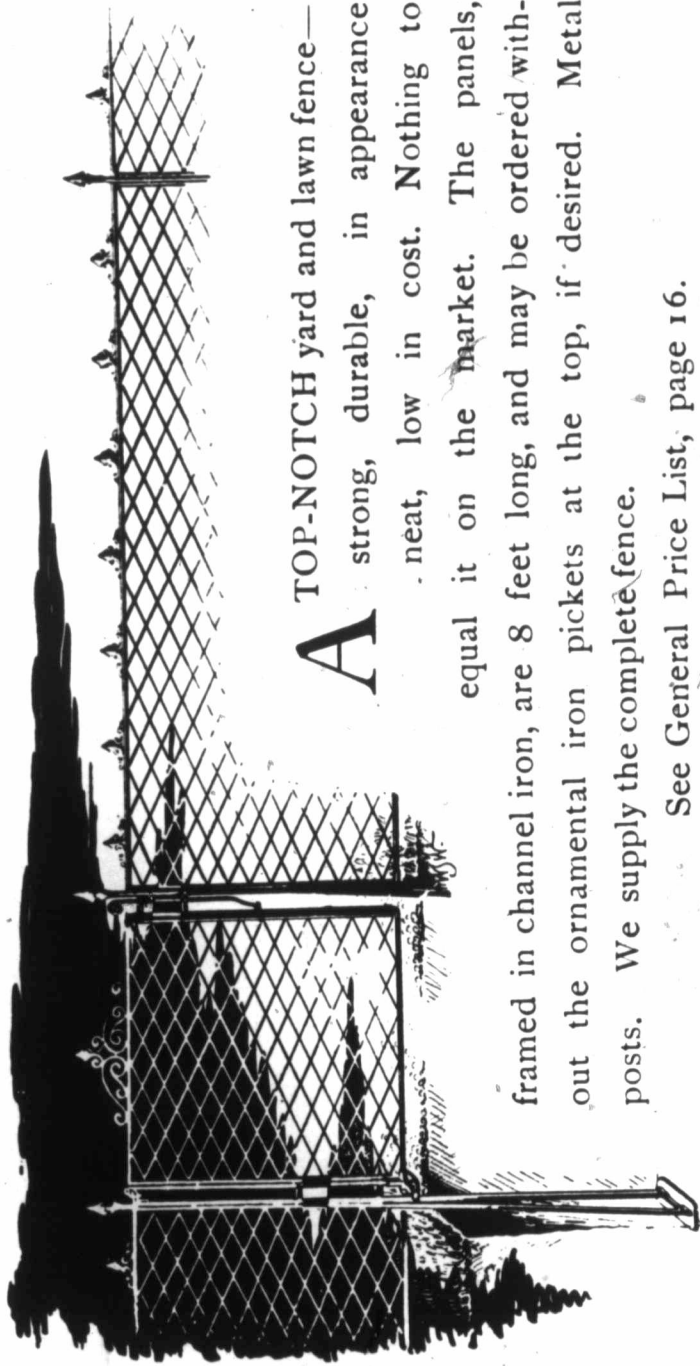 A TOP-NOTCH yard and lawn fence—
strong, durable, in appearance
neat, low in cost. Nothing to
equal it on the market. The panels,
framed in channel iron, are 8 feet long, and may be ordered with-
out the ornamental iron pickets at the top, if desired. Metal
posts. We supply the complete fence.
See General Price List, page 16.